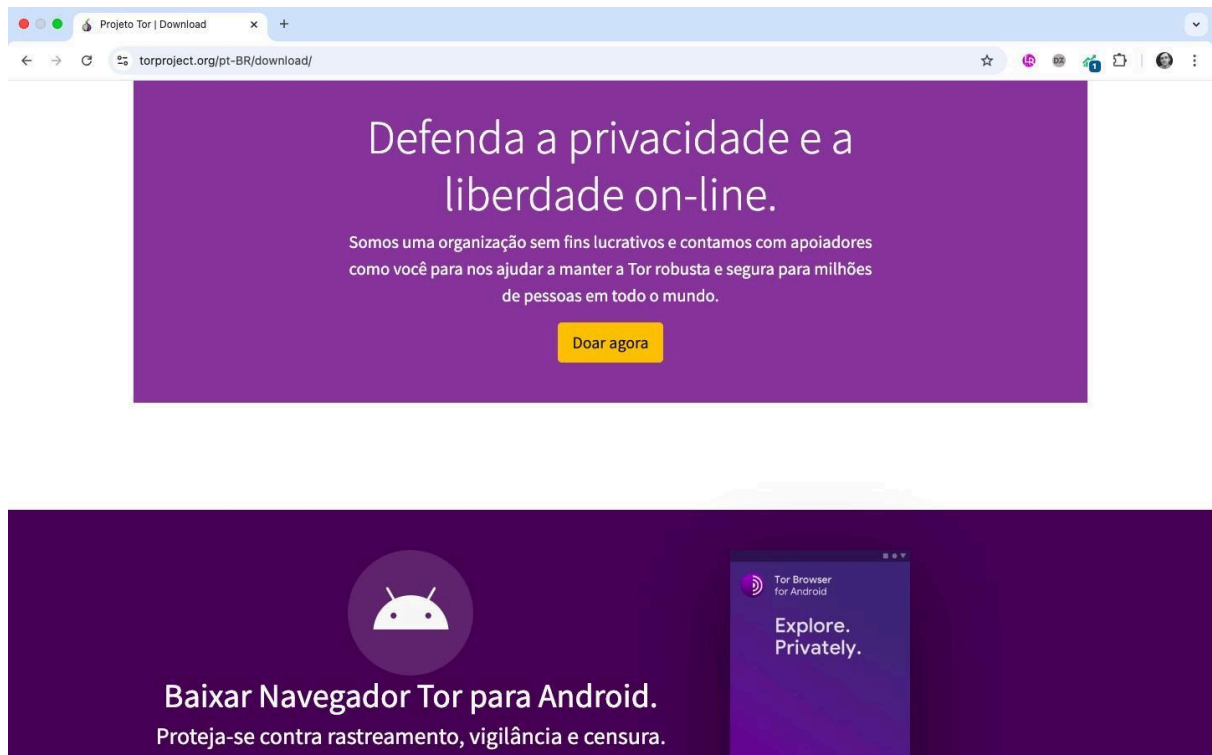 Projeto Tor | Download
torproject.org/pt-BR/download/
LR
DZ
1
Defenda a privacidade e a
liberdade on-line.
Somos uma organização sem fins lucrativos e contamos com apoiadores
como você para nos ajudar a manter a Tor robusta e segura para milhões
de pessoas em todo o mundo.
Doar agora
Tor Browser
for Android
Explore.
Privately.
Baixar Navegador Tor para Android.
Proteja-se contra rastreamento, vigilância e censura.